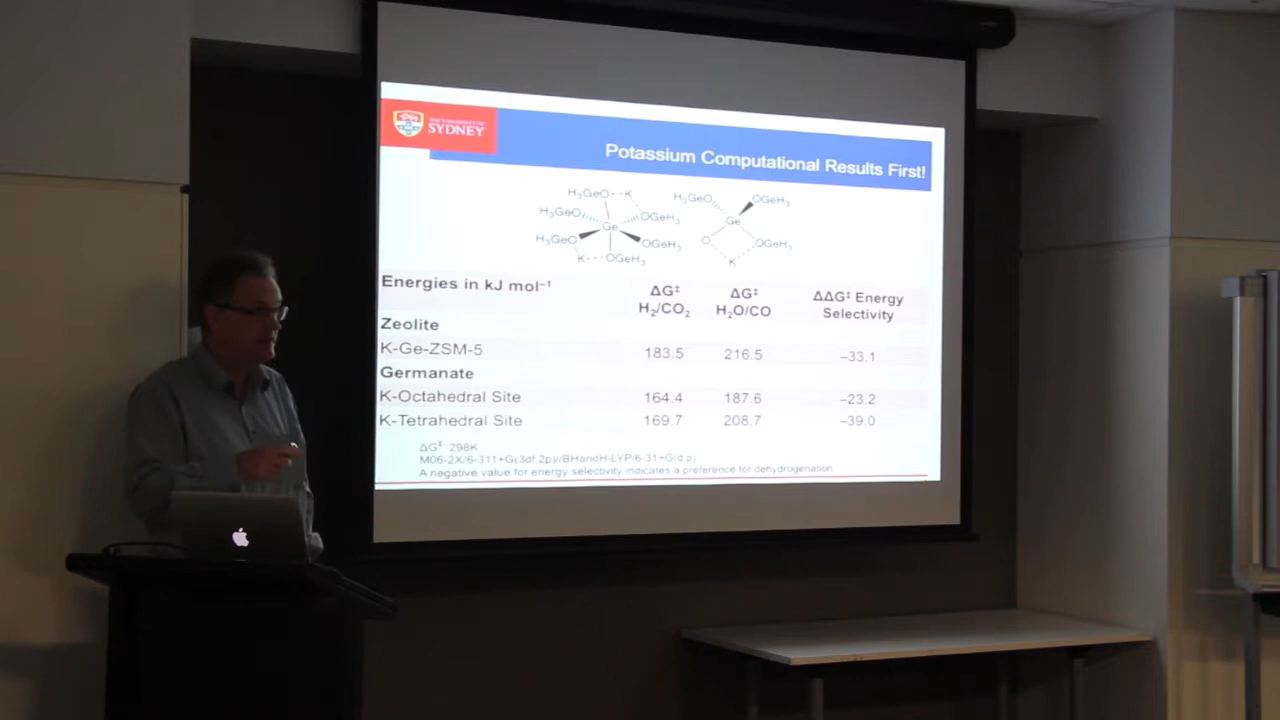 THE UNIVERSITY OF
SYDNEY
Potassium Computational Results First!
H₃GeO K
H₃GeO OGeH₃
Ge
H₃GeO OGeH₃
K OGeH₃
H₃GeO OGeH₃
Ge
O OGeH₃
K
Energies in kJ mol⁻¹ ΔG‡ H₂/CO₂ ΔG‡ H₂O/CO ΔΔG‡ Energy Selectivity
Zeolite
K-Ge-ZSM-5 183.5 216.5 –33.1
Germanate
K-Octahedral Site 164.4 187.6 –23.2
K-Tetrahedral Site 169.7 208.7 –39.0
ΔG‡ 298K
M06-2X/6-311+G(3df,2p)//BHandH-LYP/6-31+G(d,p)
A negative value for energy selectivity indicates a preference for dehydrogenation